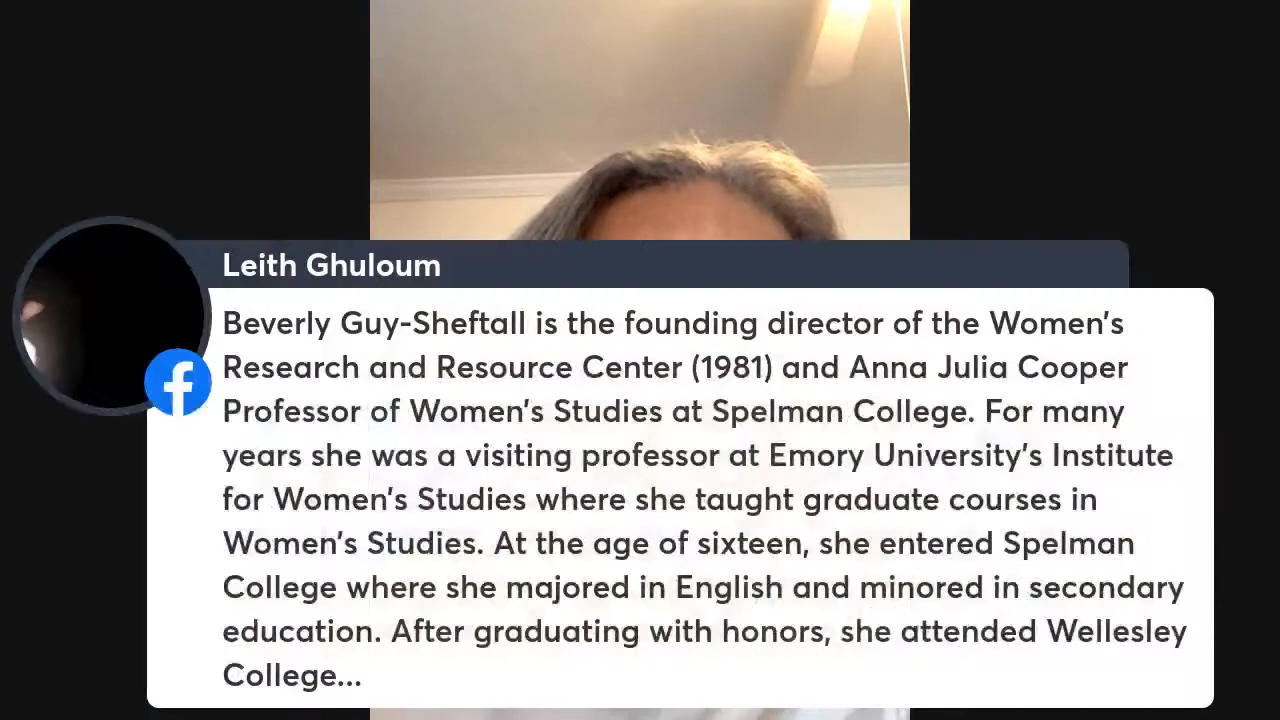 Leith Ghuloum
Beverly Guy-Sheftall is the founding director of the Women's
Research and Resource Center (1981) and Anna Julia Cooper
Professor of Women's Studies at Spelman College. For many
years she was a visiting professor at Emory University's Institute
for Women's Studies where she taught graduate courses in
Women's Studies. At the age of sixteen, she entered Spelman
College where she majored in English and minored in secondary
education. After graduating with honors, she attended Wellesley
College...